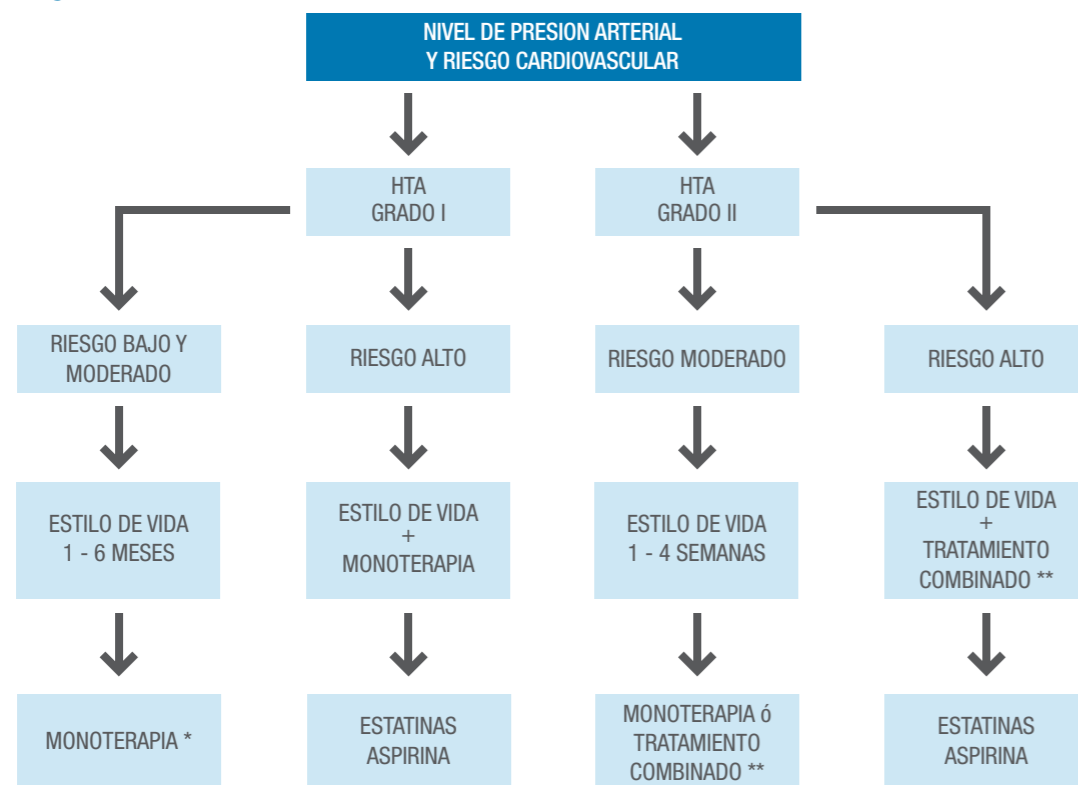 NIVEL DE PRESION ARTERIAL
Y RIESGO CARDIOVASCULAR
HTA
GRADO I
HTA
GRADO II
RIESGO BAJO Y
MODERADO
RIESGO ALTO
RIESGO MODERADO
RIESGO ALTO
ESTILO DE VIDA
1 - 6 MESES
ESTILO DE VIDA
+
MONOTERAPIA
ESTILO DE VIDA
1 - 4 SEMANAS
ESTILO DE VIDA
+
TRATAMIENTO
COMBINADO **
MONOTERAPIA *
ESTATINAS
ASPIRINA
MONOTERAPIA ó
TRATAMIENTO
COMBINADO **
ESTATINAS
ASPIRINA